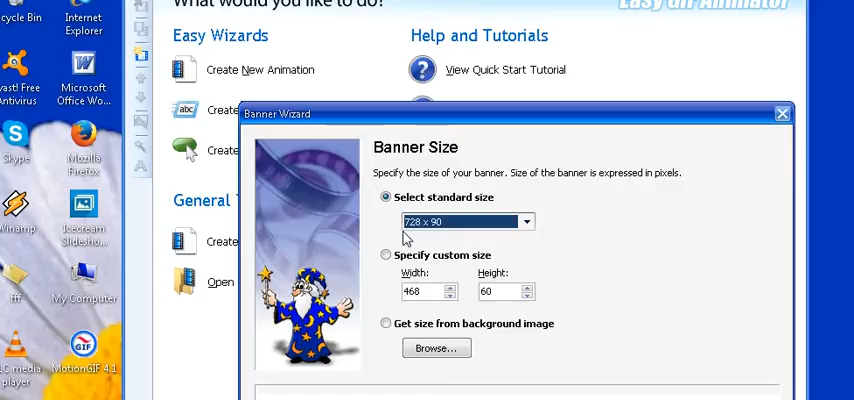 What would you like to do?
Easy GIF Animator
cycle Bin
Internet
Explorer
Easy Wizards
Help and Tutorials
Create New Animation
View Quick Start Tutorial
avast! Free
Antivirus
Microsoft
Office Wo...
Create
Banner Wizard
Banner Size
Specify the size of your banner. Size of the banner is expressed in pixels.
Select standard size
728 x 90
Create
Skype
Mozilla
Firefox
General T
Specify custom size
Width:
Height:
468
60
Create
Winamp
Icecream
Slidesho...
Open
fff
My Computer
Get size from background image
Browse...
GIF
LC media
player
MotionGIF 4.1
abc